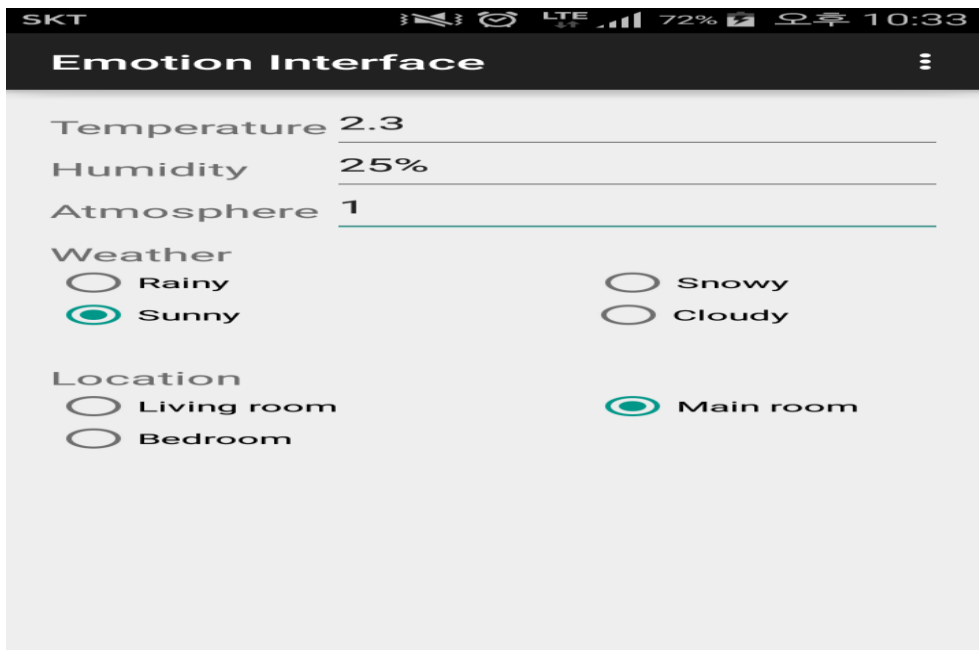 SKT LTE 72% 오후 10:33
Emotion Interface
Temperature 2.3
Humidity 25%
Atmosphere 1
Weather
Rainy Snowy
Sunny Cloudy
Location
Living room Main room
Bedroom